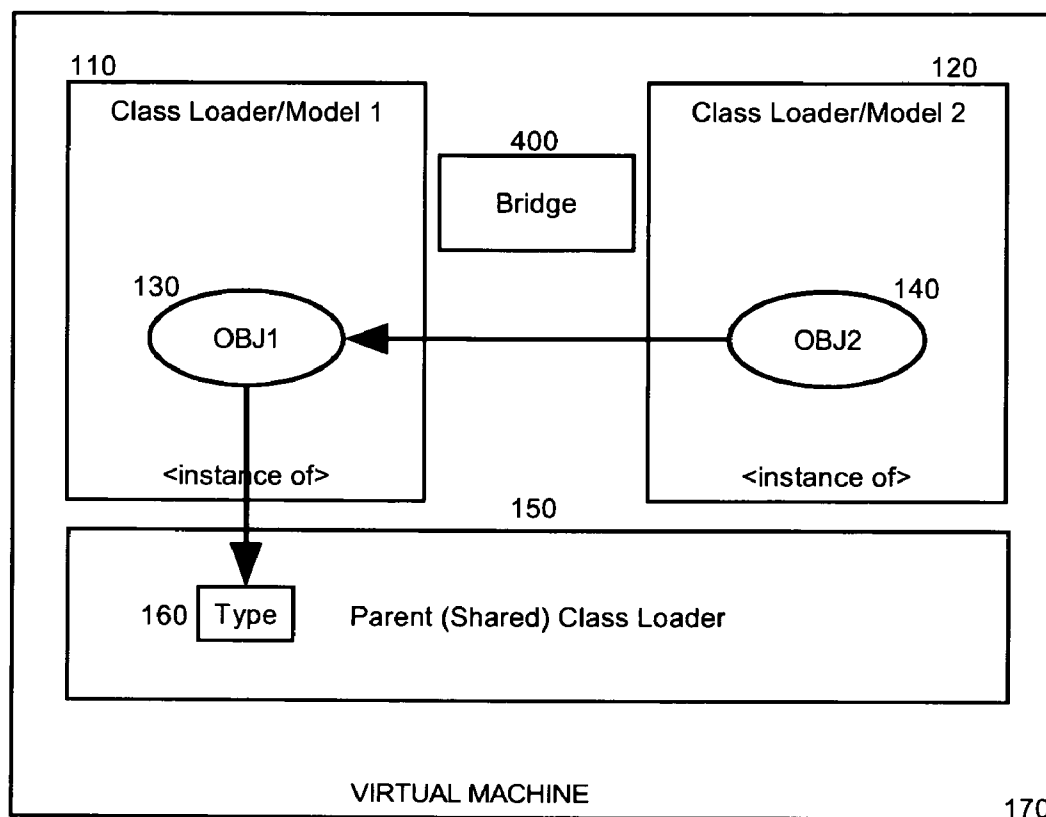 110
120
Class Loader/Model 1
Class Loader/Model 2
400
Bridge
130
140
OBJ1
OBJ2
<instance of>
<instance of>
150
160
Type
Parent (Shared) Class Loader
VIRTUAL MACHINE
170